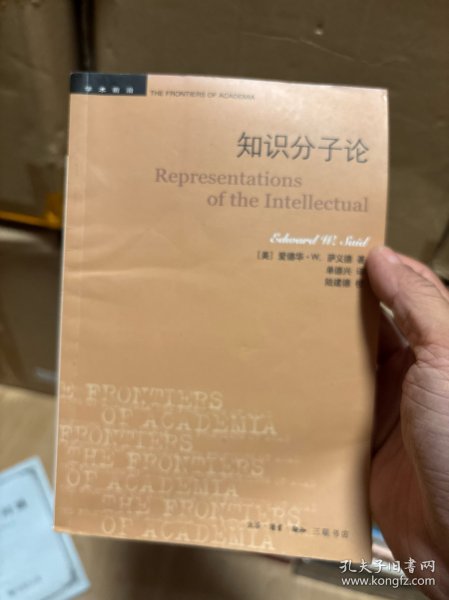 学术前沿
THE FRONTIERS OF ACADEMIA
知识分子论
Representations
of the Intellectual
Edward W. Said
[美] 爱德华·W. 萨义德 著
单德兴 译
陆建德 校
E FRONTIERS
OF ACADEMIA
FRONTIERS
THE FRONTIERS
OF ACADEMIA
THE FRONTIERS
OF ACADEMIA
生活·读书·新知 三联书店
孔夫子旧书网
kongfz.com